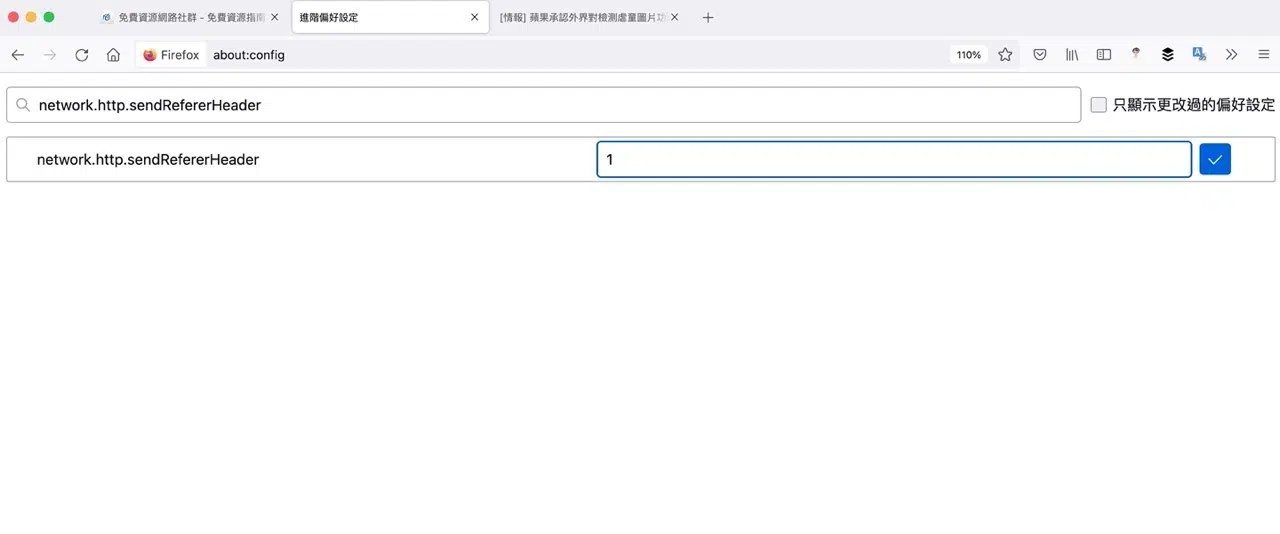 免費資源網路社群 - 免費資源指南
進階偏好設定
[情報] 蘋果承認外界對檢測虐童圖片功
Firefox
about:config
110%
network.http.sendRefererHeader
只顯示更改過的偏好設定
network.http.sendRefererHeader
1